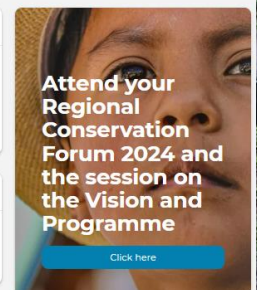 Attend your
Regional
Conservation
Forum 2024 and
the session on
the Vision and
Programme
Click here